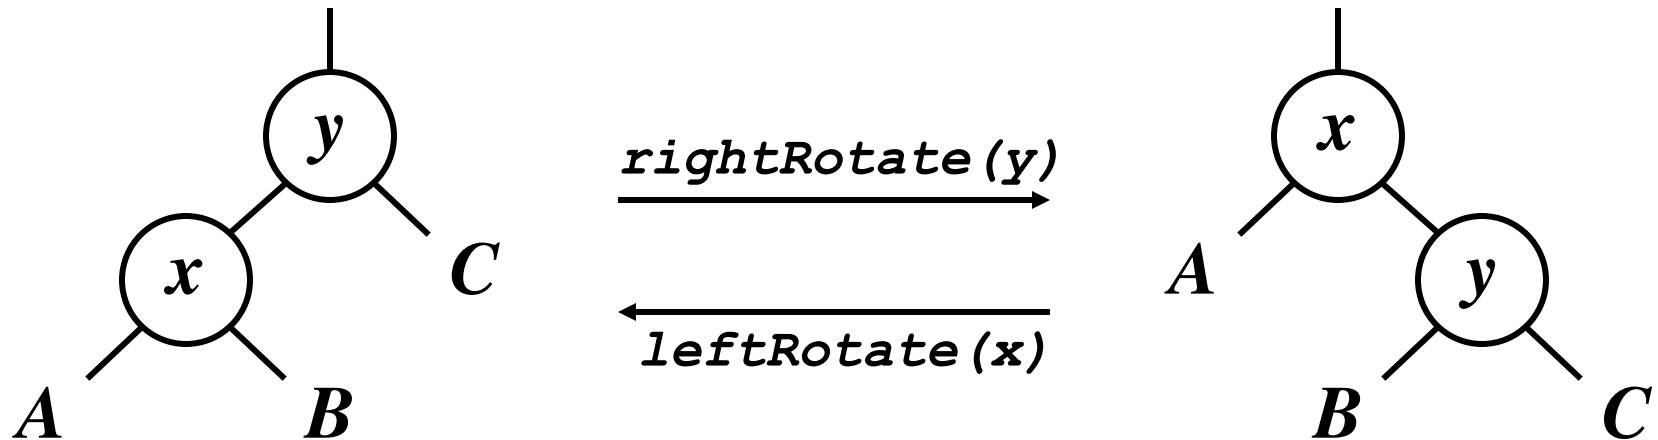 y
x
C
A
B
rightRotate(y)
leftRotate(x)
x
A
y
B
C